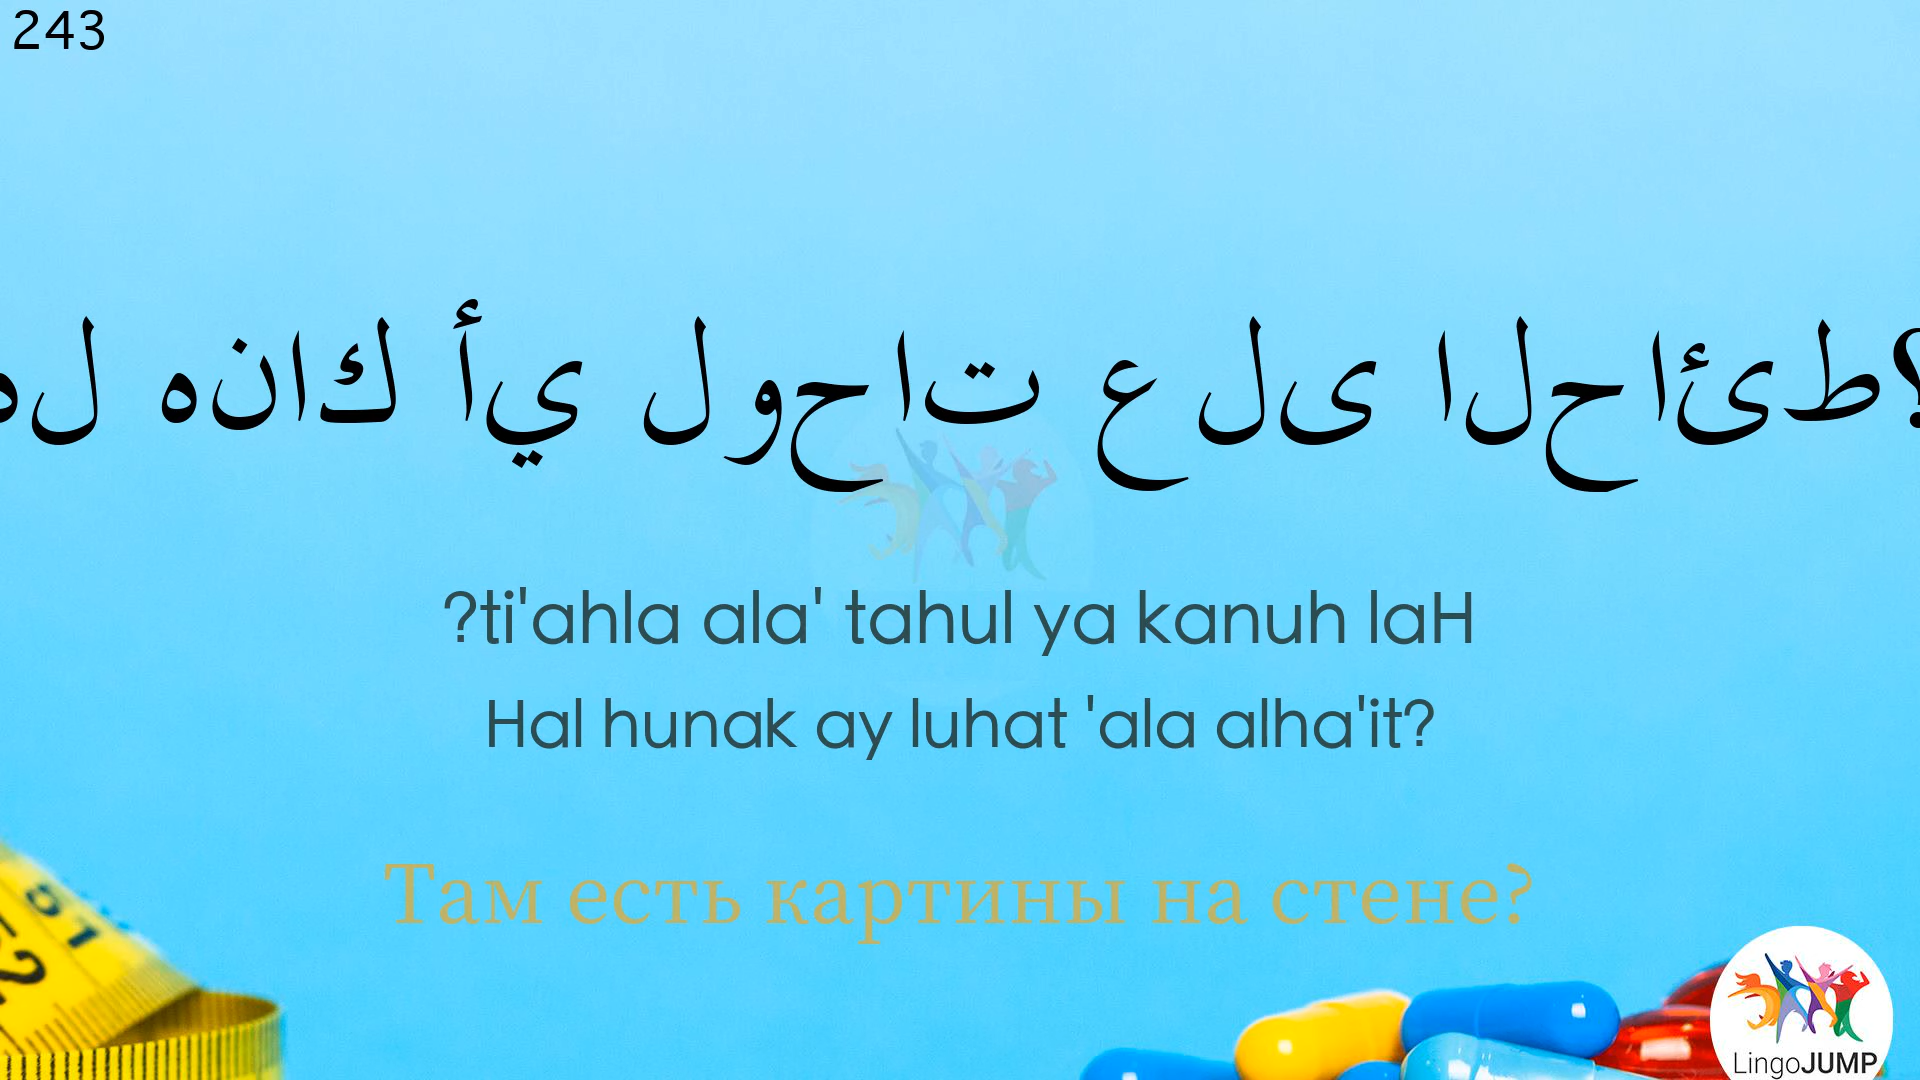 243
هل هناك أي لوحات على الحائط؟
?ti'ahla ala' tahul ya kanuh laH
Hal hunak ay luhat 'ala alha'it?
Там есть картины на стене?
LingoJUMP